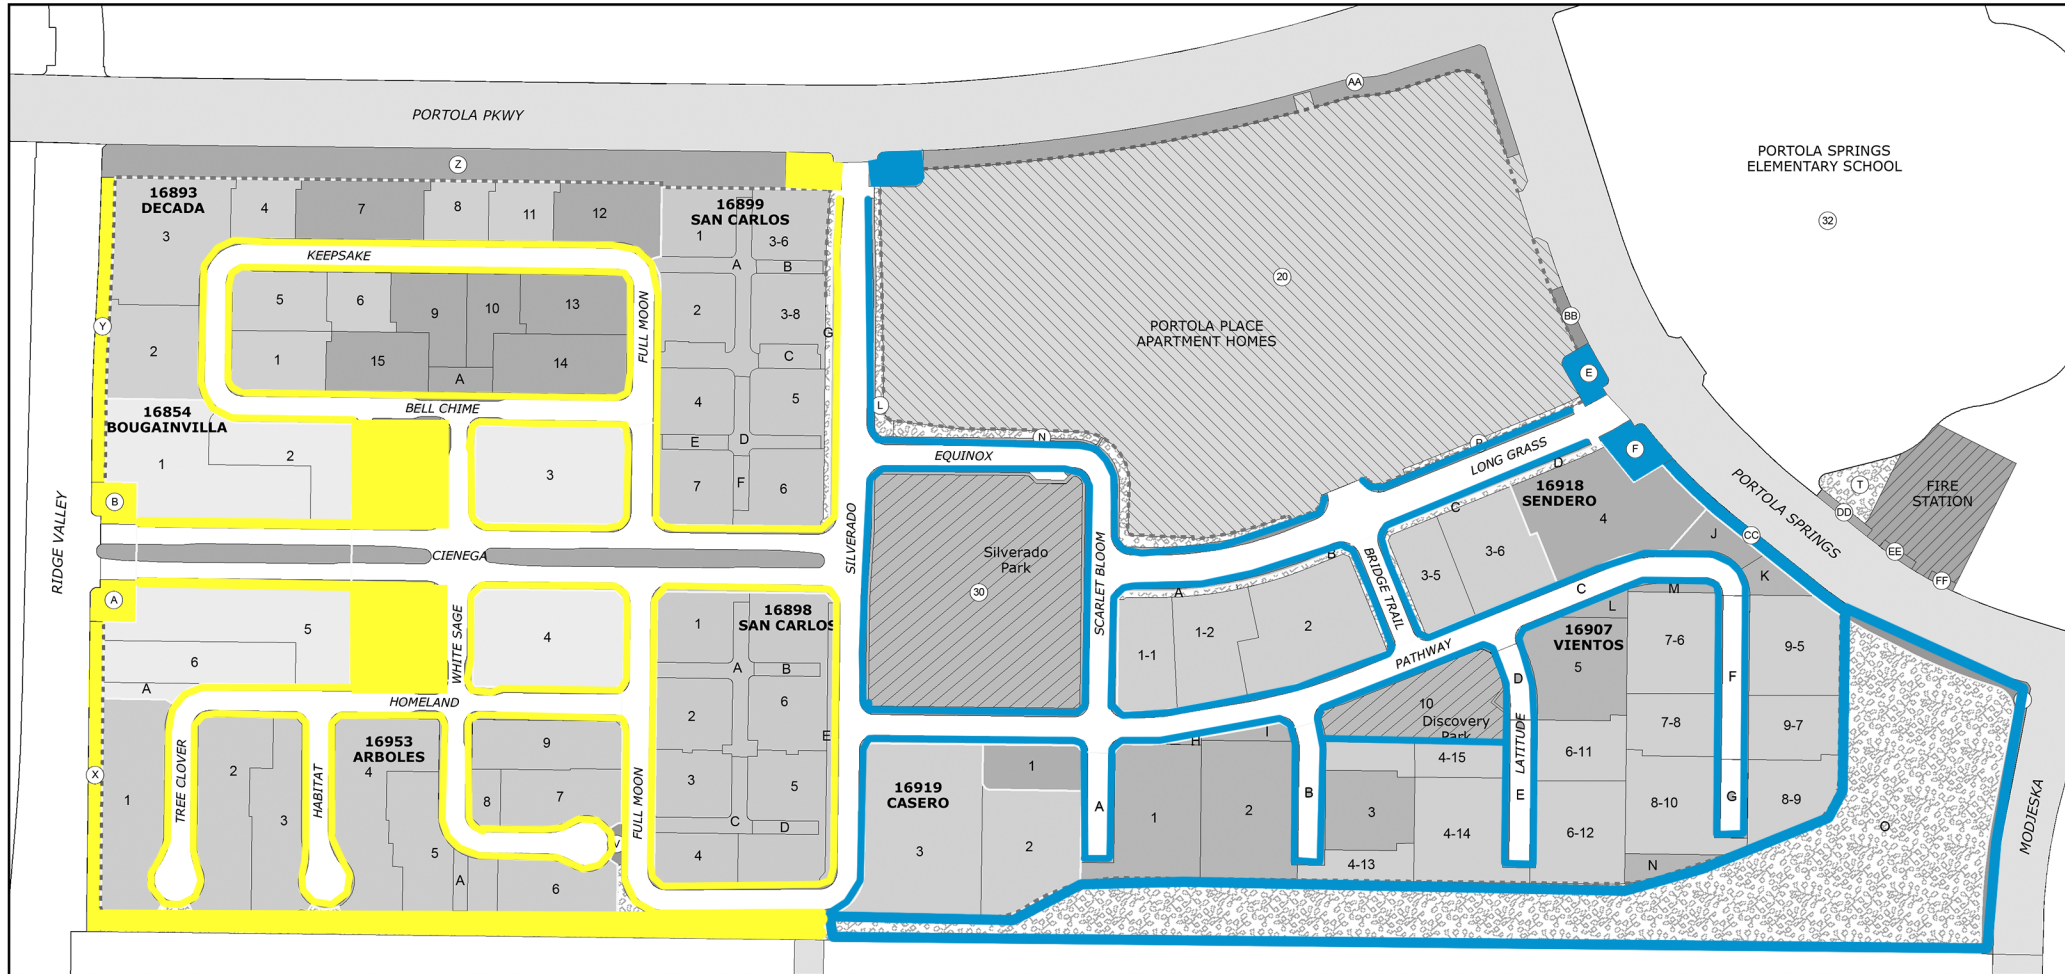 PORTOLA PKWY
AA
Z
PORTOLA SPRINGS
ELEMENTARY SCHOOL
32
16893
DECADA
3
4
7
8
11
12
16899
SAN CARLOS
1
3-6
A
B
2
3-8
G
C
4
5
E
D
7
F
6
KEEPSAKE
5
6
9
10
13
1
15
A
14
FULL MOON
BELL CHIME
Y
2
16854
BOUGAINVILLA
1
2
3
B
RIDGE VALLEY
CIENEGA
SILVERADO
20
PORTOLA PLACE
APARTMENT HOMES
BB
E
L
N
EQUINOX
LONG GRASS
D
F
C
16918
SENDERO
4
3-6
3-5
PORTOLA SPRINGS
T
FIRE
STATION
DD
EE
FF
CC
J
K
Silverado
Park
30
SCARLET BLOOM
BRIDGE TRAIL
B
A
1-1
1-2
2
PATHWAY
C
M
L
16907
VIENTOS
5
7-6
9-5
7-8
9-7
F
D
6-11
6-12
8-10
8-9
G
N
LATITUDE
E
10
Discovery
Park
4-15
4-14
4-13
3
I
H
B
A
1
2
16919
CASERO
1
2
3
O
MODJESKA
A
5
6
A
WHITE SAGE
4
HOMELAND
16898
SAN CARLOS
1
A
B
2
6
E
3
5
C
D
4
16953
ARBOLES
X
1
TREE CLOVER
2
3
HABITAT
4
5
A
8
9
7
6
V
FULL MOON